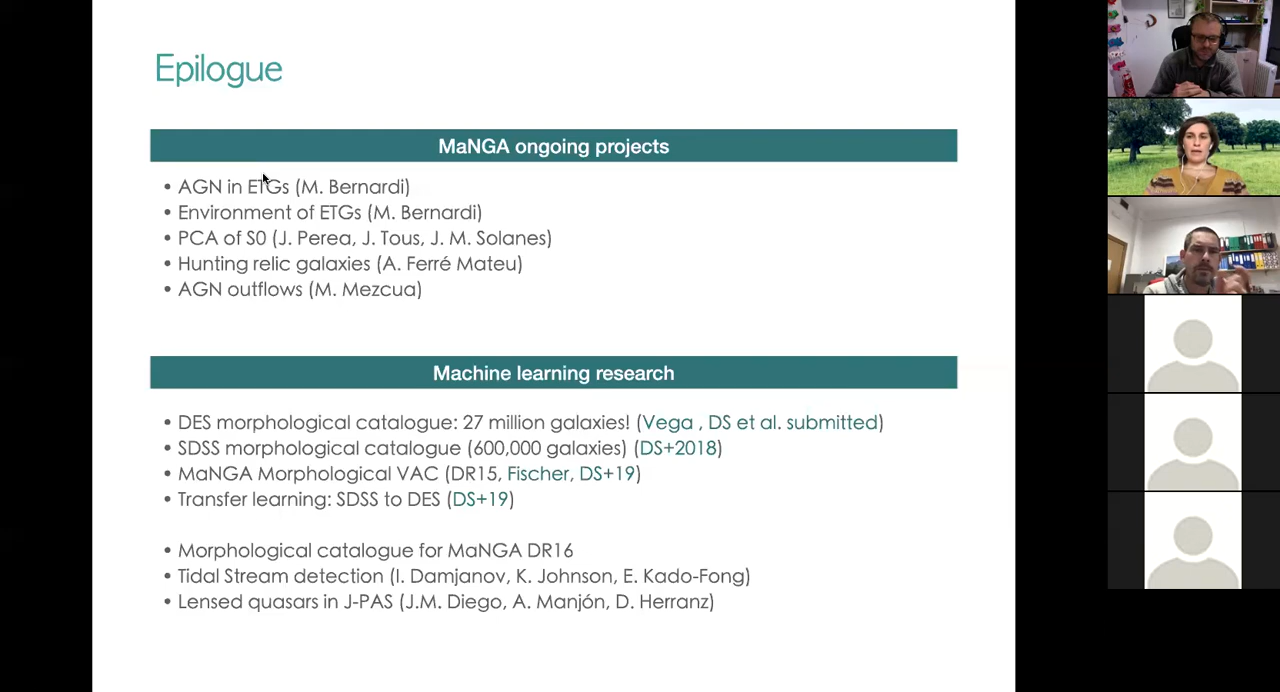 Epilogue
MaNGA ongoing projects
• AGN in ETGs (M. Bernardi)
• Environment of ETGs (M. Bernardi)
• PCA of S0 (J. Perea, J. Tous, J. M. Solanes)
• Hunting relic galaxies (A. Ferré Mateu)
• AGN outflows (M. Mezcua)
Machine learning research
• DES morphological catalogue: 27 million galaxies! (Vega , DS et al. submitted)
• SDSS morphological catalogue (600,000 galaxies) (DS+2018)
• MaNGA Morphological VAC (DR15, Fischer, DS+19)
• Transfer learning: SDSS to DES (DS+19)
• Morphological catalogue for MaNGA DR16
• Tidal Stream detection (I. Damjanov, K. Johnson, E. Kado-Fong)
• Lensed quasars in J-PAS (J.M. Diego, A. Manjón, D. Herranz)